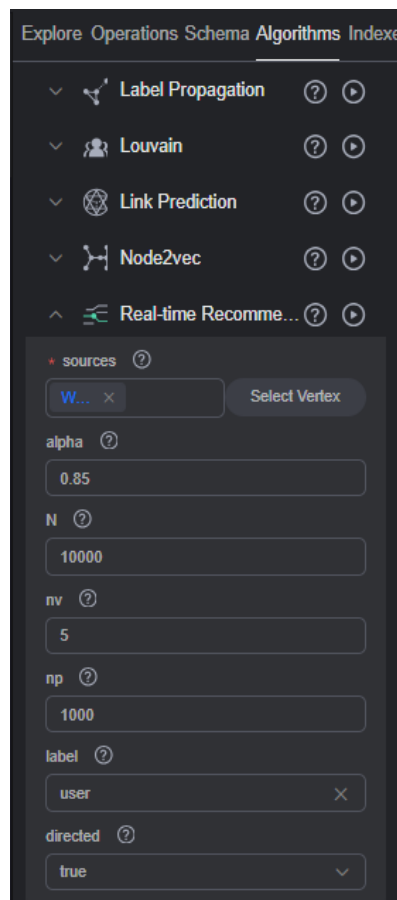 Explore Operations Schema Algorithms Indexe
Label Propagation
Louvain
Link Prediction
Node2vec
Real-time Recomme...
* sources
W... × Select Vertex
alpha
0.85
N
10000
nv
5
np
1000
label
user
directed
true